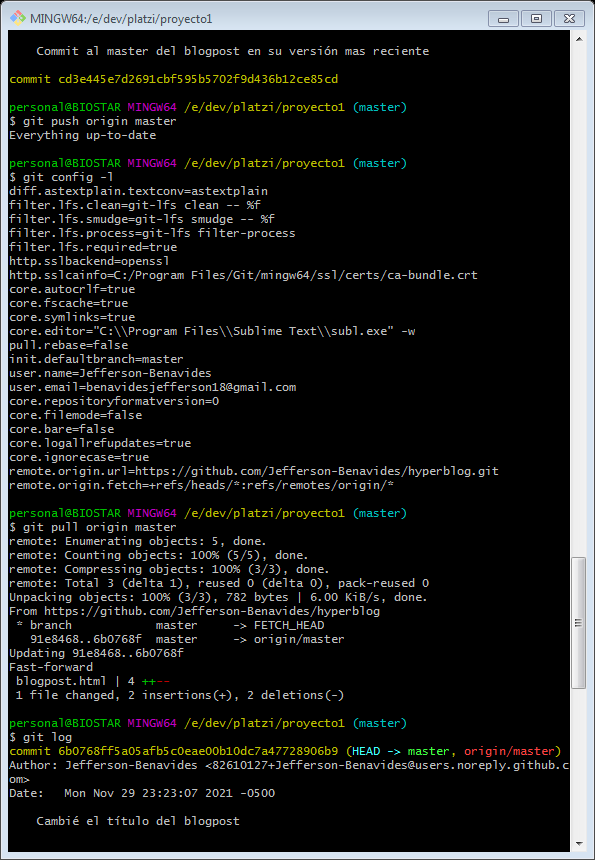 MINGW64:/e/dev/platzi/proyecto1
Commit al master del blogpost en su versión mas reciente
commit cd3e445e7d2691cbf595b5702f9d436b12ce85cd
personal@BIOSTAR MINGW64 /e/dev/platzi/proyecto1 (master)
$ git push origin master
Everything up-to-date
personal@BIOSTAR MINGW64 /e/dev/platzi/proyecto1 (master)
$ git config -l
diff.astextplain.textconv=astextplain
filter.lfs.clean=git-lfs clean -- %f
filter.lfs.smudge=git-lfs smudge -- %f
filter.lfs.process=git-lfs filter-process
filter.lfs.required=true
http.sslbackend=openssl
http.sslcainfo=C:/Program Files/Git/mingw64/ssl/certs/ca-bundle.crt
core.autocrlf=true
core.fscache=true
core.symlinks=true
core.editor="C:\\Program Files\\Sublime Text\\subl.exe" -w
pull.rebase=false
init.defaultbranch=master
user.name=Jefferson-Benavides
user.email=benavidesjefferson18@gmail.com
core.repositoryformatversion=0
core.filemode=false
core.bare=false
core.logallrefupdates=true
core.ignorecase=true
remote.origin.url=https://github.com/Jefferson-Benavides/hyperblog.git
remote.origin.fetch=+refs/heads/*:refs/remotes/origin/*
personal@BIOSTAR MINGW64 /e/dev/platzi/proyecto1 (master)
$ git pull origin master
remote: Enumerating objects: 5, done.
remote: Counting objects: 100% (5/5), done.
remote: Compressing objects: 100% (3/3), done.
remote: Total 3 (delta 1), reused 0 (delta 0), pack-reused 0
Unpacking objects: 100% (3/3), 782 bytes | 6.00 KiB/s, done.
From https://github.com/Jefferson-Benavides/hyperblog
 * branch            master     -> FETCH_HEAD
   91e8468..6b0768f  master     -> origin/master
Updating 91e8468..6b0768f
Fast-forward
 blogpost.html | 4 ++--
 1 file changed, 2 insertions(+), 2 deletions(-)
personal@BIOSTAR MINGW64 /e/dev/platzi/proyecto1 (master)
$ git log
commit 6b0768ff5a05afb5c0eae00b10dc7a47728906b9 (HEAD -> master, origin/master)
Author: Jefferson-Benavides <82610127+Jefferson-Benavides@users.noreply.github.c
om>
Date:   Mon Nov 29 23:23:07 2021 -0500
Cambié el título del blogpost